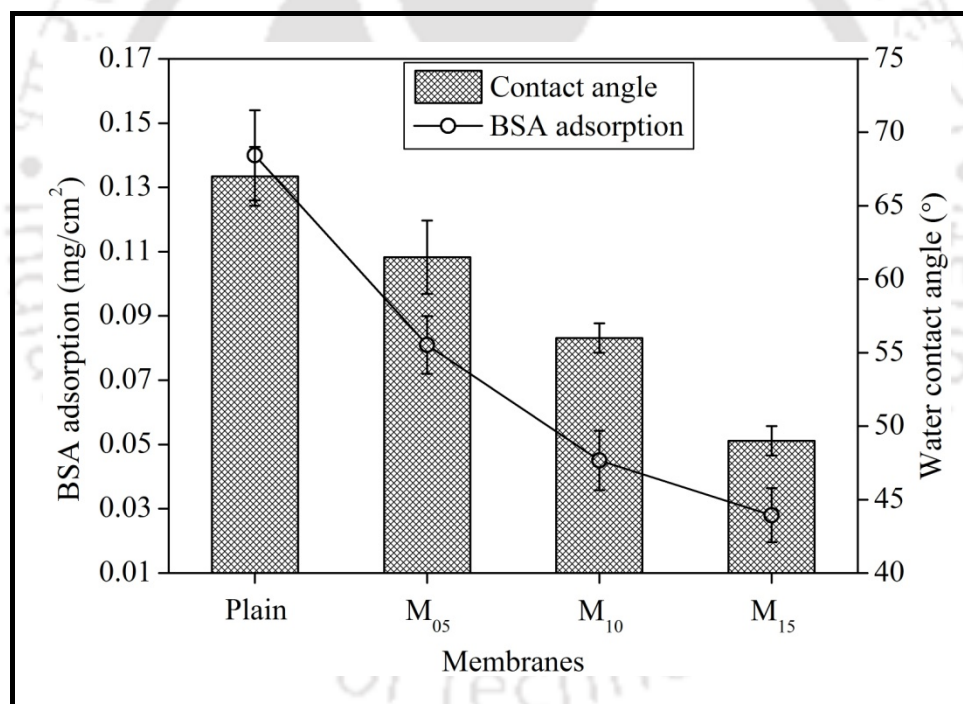 0.17
0.15
0.13
0.11
0.09
0.07
0.05
0.03
0.01
BSA adsorption (mg/cm²)
Contact angle
BSA adsorption
75
70
65
60
55
50
45
40
Water contact angle (°)
Plain M₀₅ M₁₀ M₁₅
Membranes